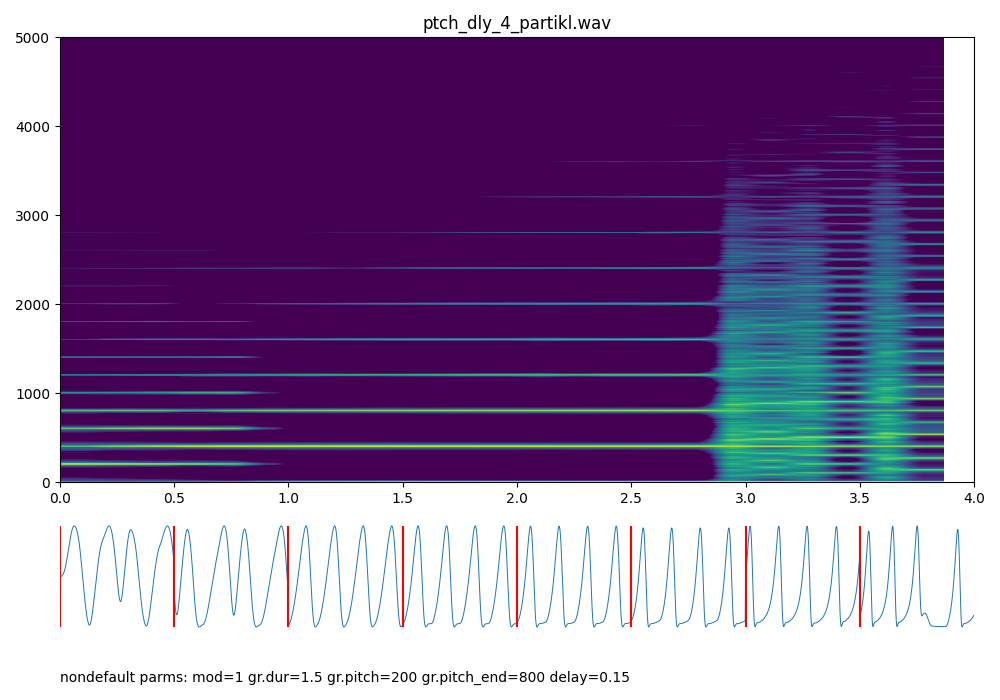 ptch_dly_4_partikl.wav
5000
4000
3000
2000
1000
0
0.0 0.5 1.0 1.5 2.0 2.5 3.0 3.5 4.0
nondefault parms: mod=1 gr.dur=1.5 gr.pitch=200 gr.pitch_end=800 delay=0.15